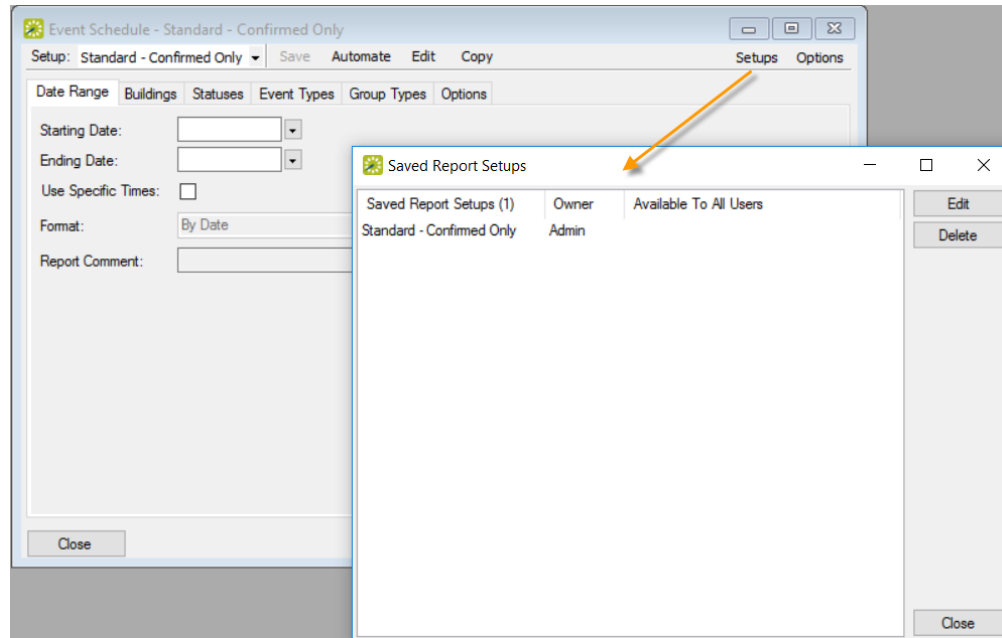 Event Schedule - Standard - Confirmed Only
Setup: Standard - Confirmed Only Save Automate Edit Copy Setups Options
Date Range Buildings Statuses Event Types Group Types Options
Starting Date:
Ending Date:
Use Specific Times:
Format: By Date
Report Comment:
Close
Saved Report Setups
Saved Report Setups (1) Owner Available To All Users
Standard - Confirmed Only Admin
Edit
Delete
Close